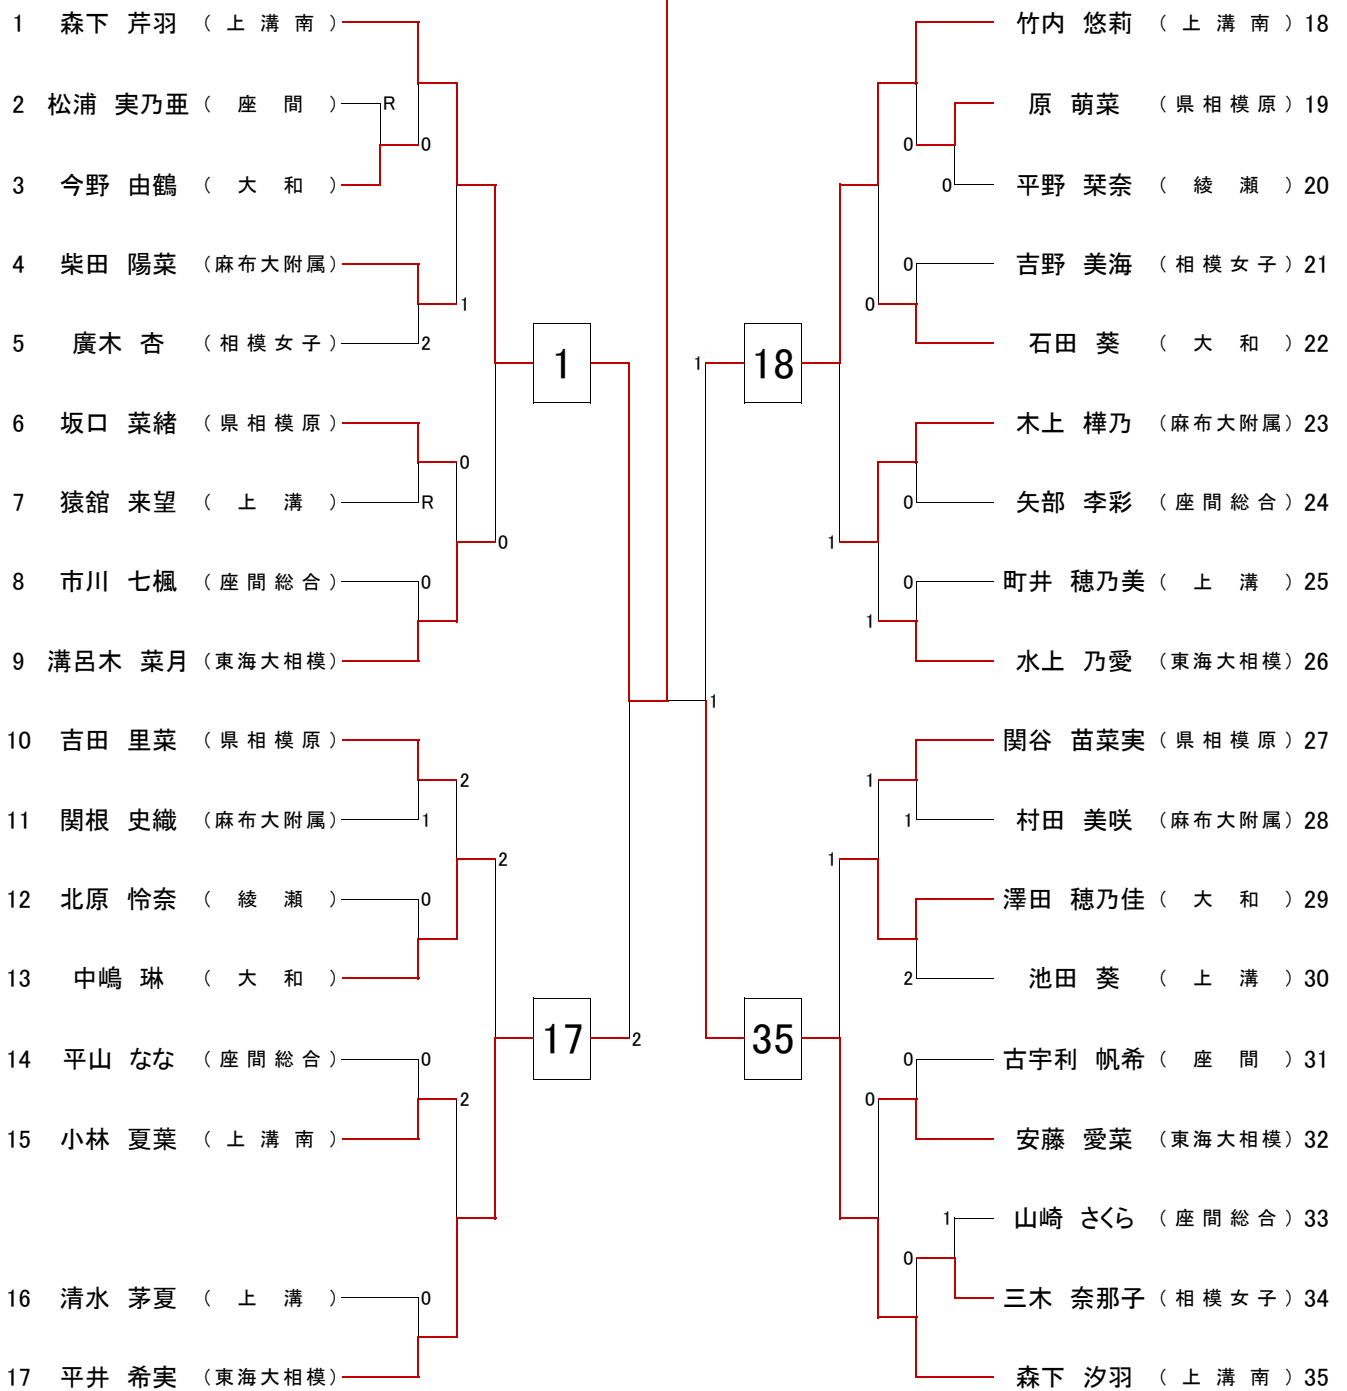 1 森下 芹羽 （ 上 溝 南 ）
2 松浦 実乃亜 （ 座 間 ） R
0
3 今野 由鶴 （ 大 和 ）
4 柴田 陽菜 （麻布大附属）
1
5 廣木 杏 （ 相 模 女 子 ） 2
1
6 坂口 菜緒 （ 県 相 模 原 ）
0
7 猿舘 来望 （ 上 溝 ） R
0
8 市川 七楓 （ 座 間 総 合 ） 0
9 溝呂木 菜月 （東海大相模）
10 吉田 里菜 （ 県 相 模 原 ）
2
11 関根 史織 （麻布大附属） 1
2
12 北原 怜奈 （ 綾 瀬 ） 0
13 中嶋 琳 （ 大 和 ）
17 2
14 平山 なな （ 座 間 総 合 ） 0
2
15 小林 夏葉 （ 上 溝 南 ）
16 清水 茅夏 （ 上 溝 ） 0
17 平井 希実 （東海大相模）
1
竹内 悠莉 （ 上 溝 南 ） 18
原 萌菜 （ 県 相 模 原 ） 19
0
0 平野 栞奈 （ 綾 瀬 ） 20
0 吉野 美海 （ 相 模 女 子 ） 21
0
石田 葵 （ 大 和 ） 22
1 18
木上 樺乃 （麻布大附属） 23
0 矢部 李彩 （ 座 間 総 合 ） 24
1
0 町井 穂乃美 （ 上 溝 ） 25
1
水上 乃愛 （東海大相模） 26
関谷 苗菜実 （ 県 相 模 原 ） 27
1
1 村田 美咲 （麻布大附属） 28
1
澤田 穂乃佳 （ 大 和 ） 29
2 池田 葵 （ 上 溝 ） 30
35
0 古宇利 帆希 （ 座 間 ） 31
0
安藤 愛菜 （東海大相模） 32
1 山崎 さくら （ 座 間 総 合 ） 33
0
三木 奈那子 （ 相 模 女 子 ） 34
森下 汐羽 （ 上 溝 南 ） 35